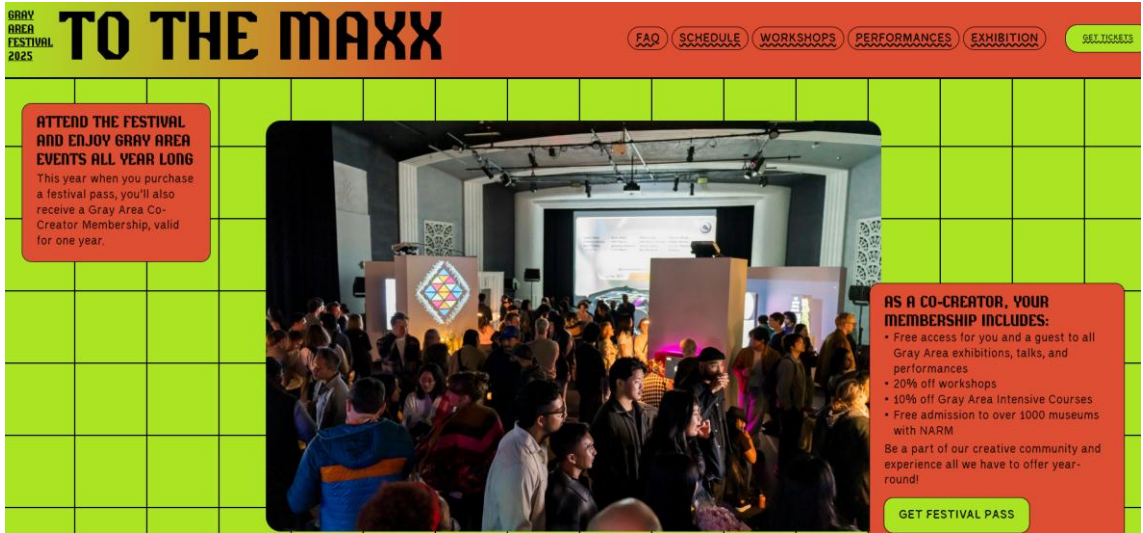 GRAY
AREA
FESTIVAL
2025
TO THE MAXX
FAQ
SCHEDULE
WORKSHOPS
PERFORMANCES
EXHIBITION
GET TICKETS
ATTEND THE FESTIVAL
AND ENJOY GRAY AREA
EVENTS ALL YEAR LONG
This year when you purchase
a festival pass, you'll also
receive a Gray Area Co-
Creator Membership, valid
for one year.
AS A CO-CREATOR, YOUR
MEMBERSHIP INCLUDES:
• Free access for you and a guest to all
Gray Area exhibitions, talks, and
performances
• 20% off workshops
• 10% off Gray Area Intensive Courses
• Free admission to over 1000 museums
with NARM
Be a part of our creative community and
experience all we have to offer year-
round!
GET FESTIVAL PASS